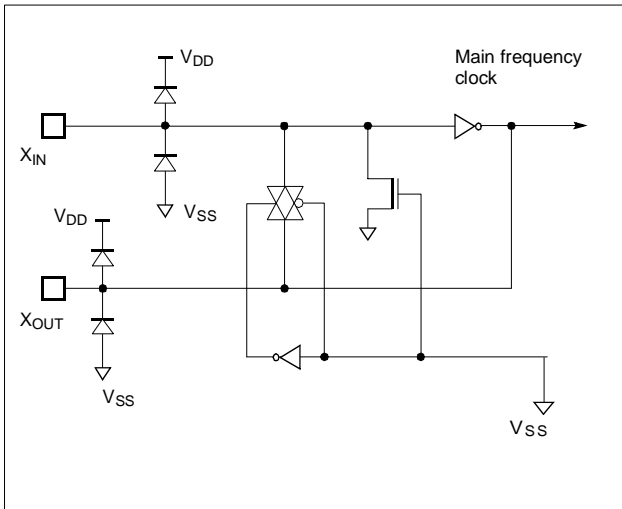 VDD
Main frequency
clock
XIN
VSS
VDD
XOUT
VSS
VSS